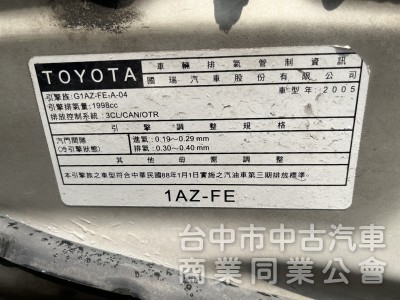 TOYOTA
車輛排氣管制資訊
國瑞汽車股份有限公司
引擎族：G1AZ-FE-A-04
車型年 2005
引擎排氣量：1998cc
排放控制系統：3CL/CAN/OTR
引擎調整規格
汽門間隙
(冷引擎狀態)
進氣：0.19~0.29 mm
排氣：0.30~0.40 mm
其他毋需調整
本引擎族之車型符合中華民國88年1月1日實施之汽油車第三期排放標準。
1AZ-FE
台中市中古汽車
商業同業公會